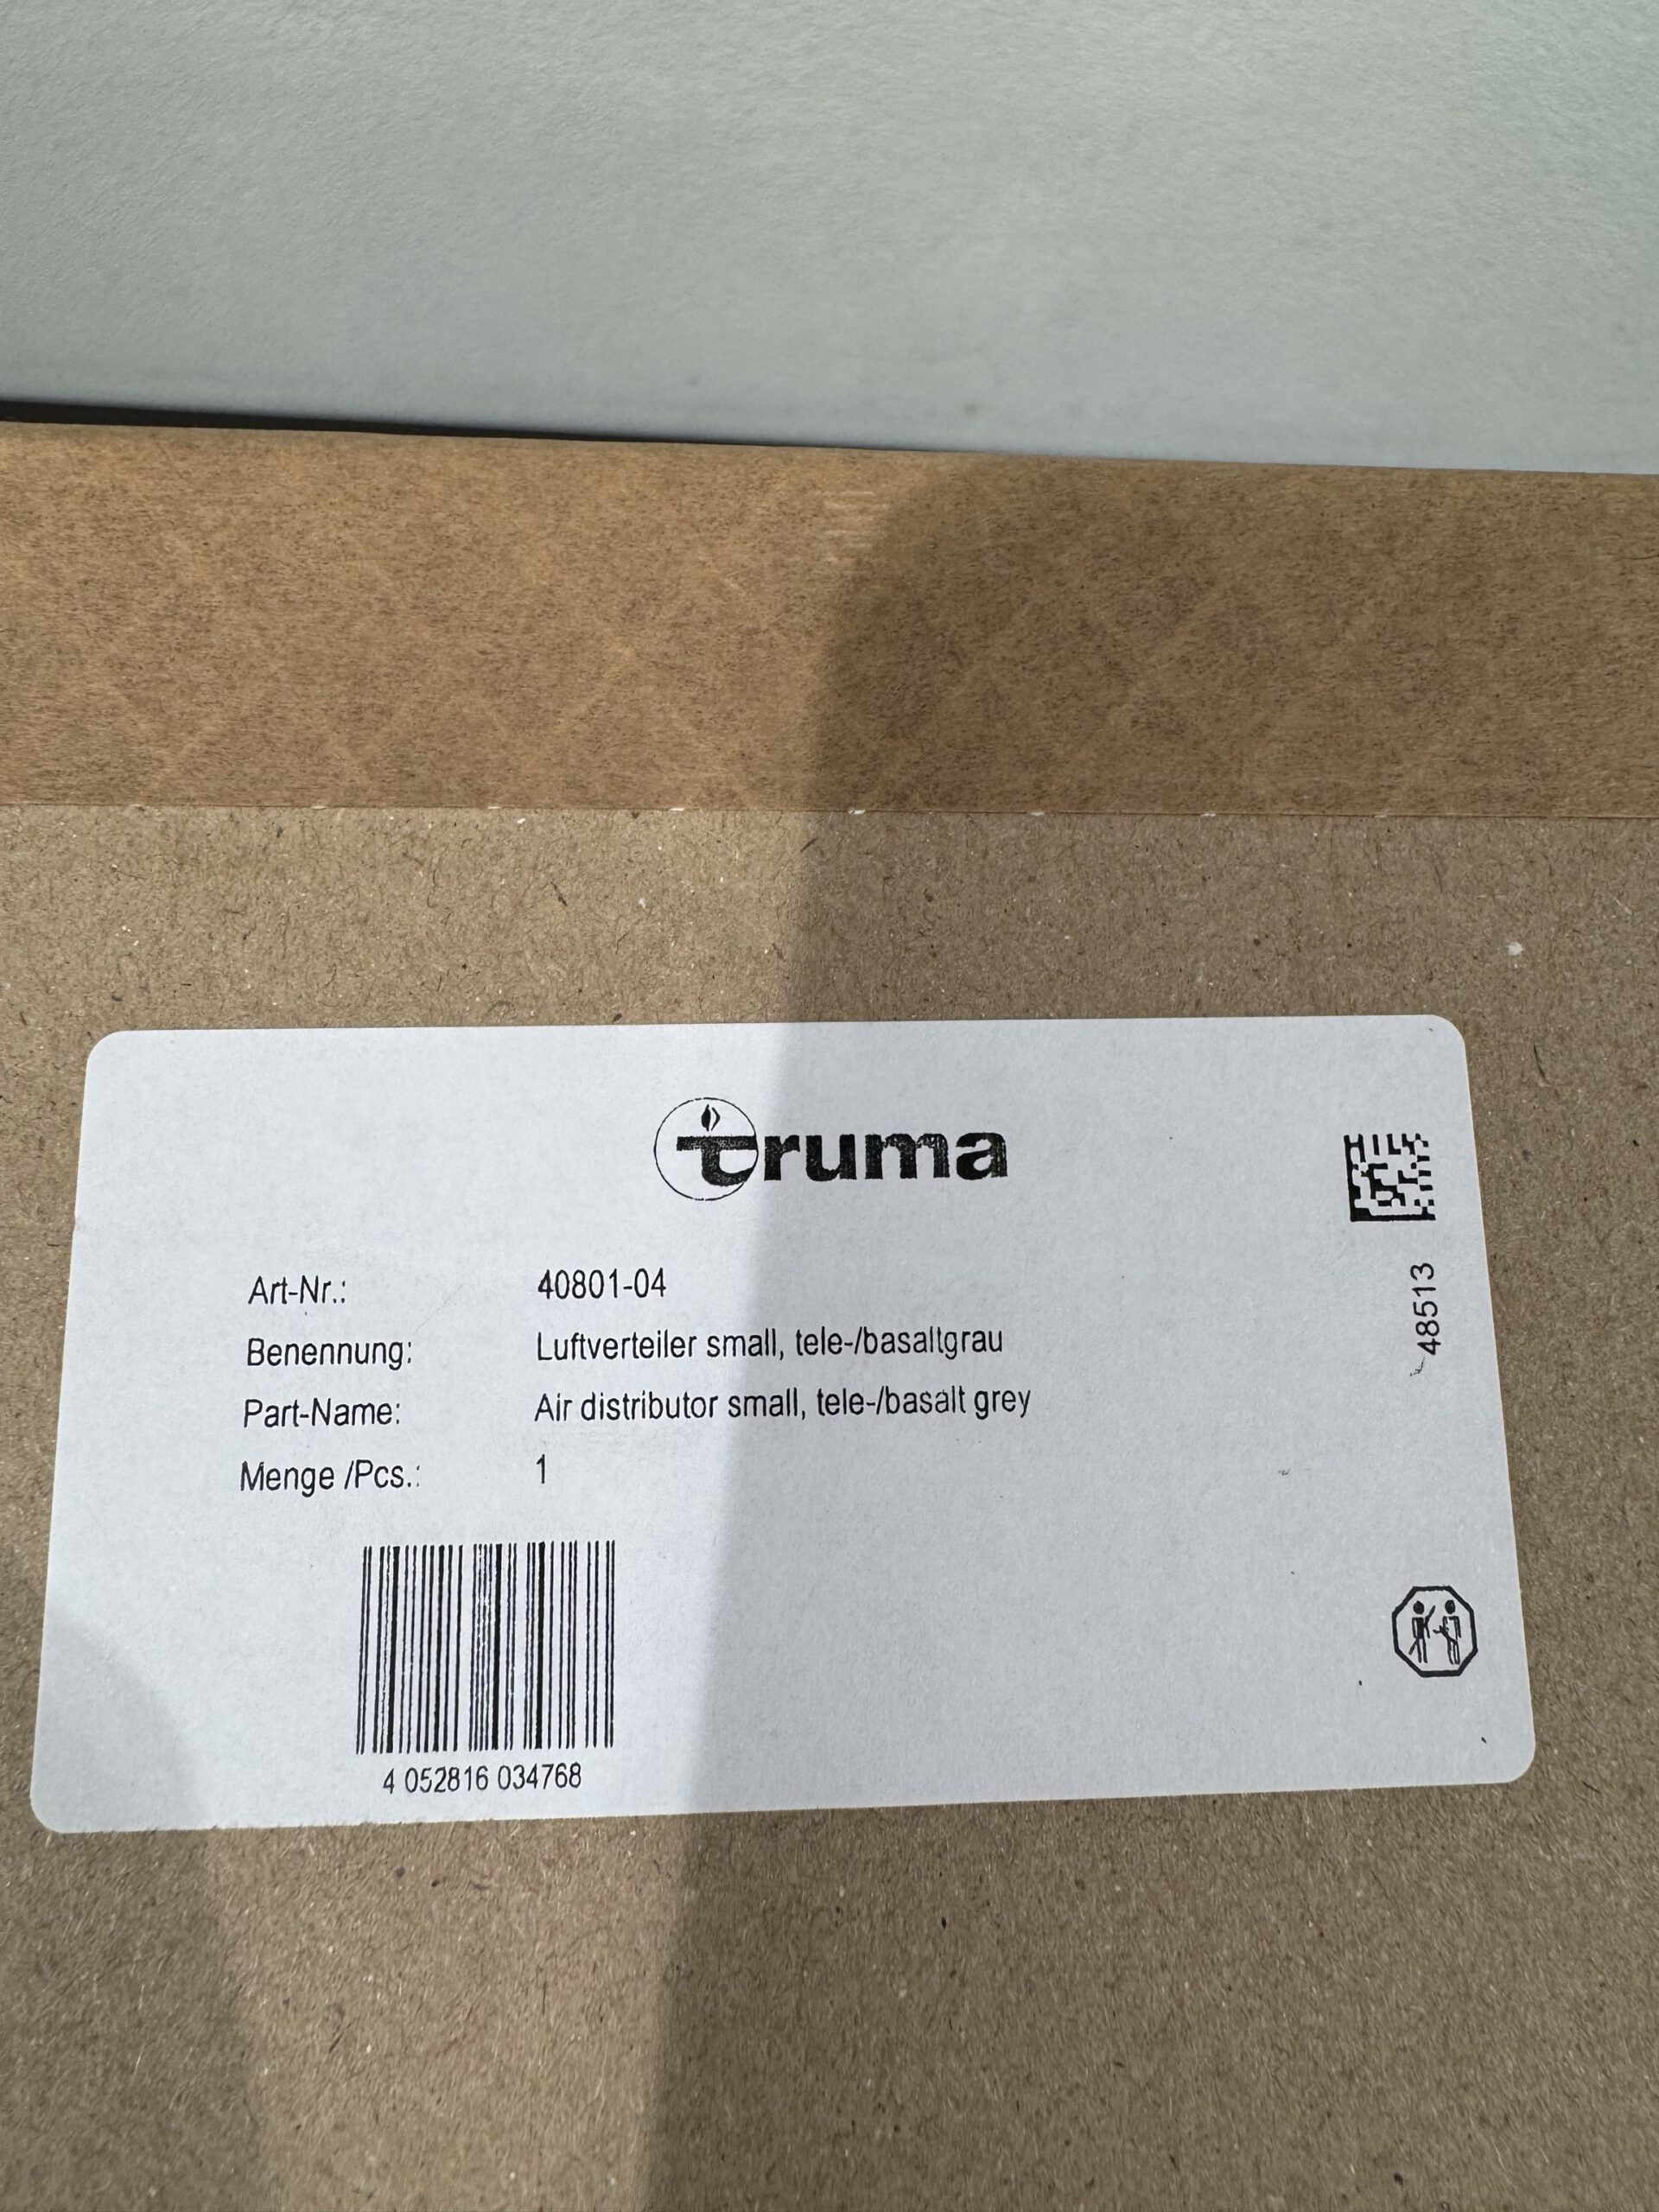 truma
Art-Nr.: 40801-04
Benennung: Luftverteiler small, tele-/basaltgrau
Part-Name: Air distributor small, tele-/basalt grey
Menge /Pcs.: 1
4 052816 034768
48513